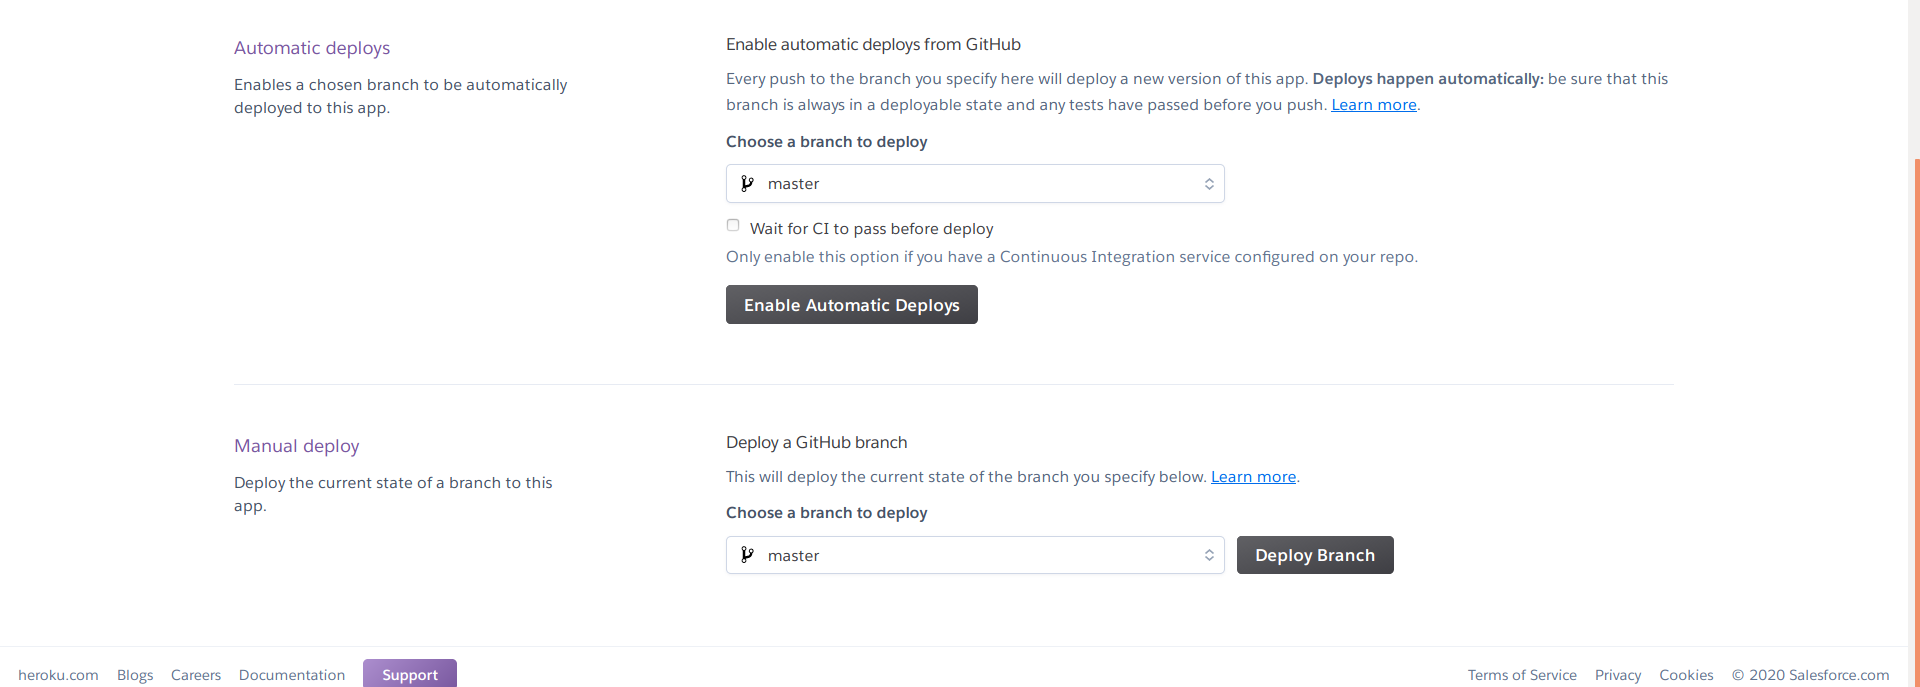 Automatic deploys
Enables a chosen branch to be automatically
deployed to this app.
Enable automatic deploys from GitHub
Every push to the branch you specify here will deploy a new version of this app. Deploys happen automatically: be sure that this
branch is always in a deployable state and any tests have passed before you push. Learn more.
Choose a branch to deploy
master
Wait for CI to pass before deploy
Only enable this option if you have a Continuous Integration service configured on your repo.
Enable Automatic Deploys
Manual deploy
Deploy the current state of a branch to this
app.
Deploy a GitHub branch
This will deploy the current state of the branch you specify below. Learn more.
Choose a branch to deploy
master
Deploy Branch
heroku.com Blogs Careers Documentation Support Terms of Service Privacy Cookies © 2020 Salesforce.com